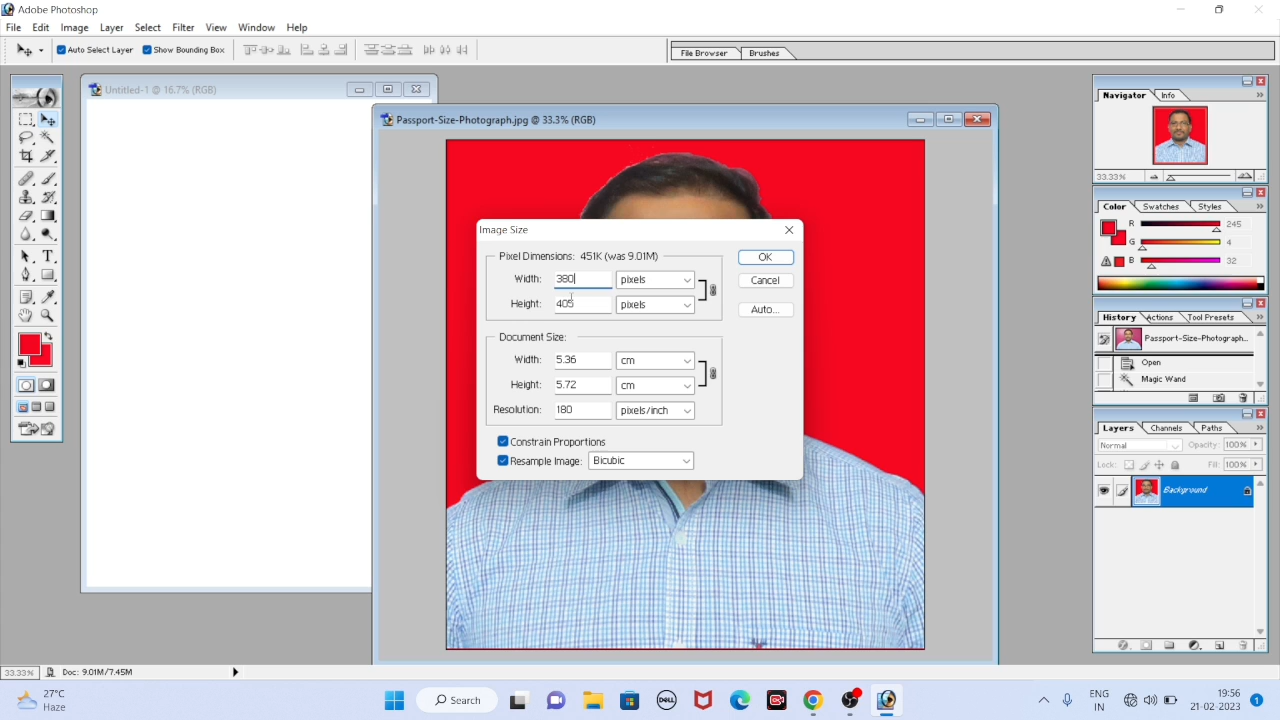 Adobe Photoshop
File Edit Image Layer Select Filter View Window Help
Auto Select Layer Show Bounding Box File Browser Brushes
Untitled-1 @ 16.7% (RGB)
Passport-Size-Photograph.jpg @ 33.3% (RGB)
Image Size
Pixel Dimensions: 451K (was 9.01M)
Width: 380 pixels
Height: 405 pixels
Document Size:
Width: 5.36 cm
Height: 5.72 cm
Resolution: 180 pixels/inch
Constrain Proportions
Resample Image: Bicubic
OK
Cancel
Auto...
Navigator Info
33.33%
Color Swatches Styles
R 245
G 4
B 32
History Actions Tool Presets
Passport-Size-Photograph...
Open
Magic Wand
Layers Channels Paths
Normal Opacity: 100%
Lock: Fill: 100%
Background
33.33% Doc: 9.01M/7.45M
27°C
Haze
Search
DELL
ENG
IN
19:56
21-02-2023
1